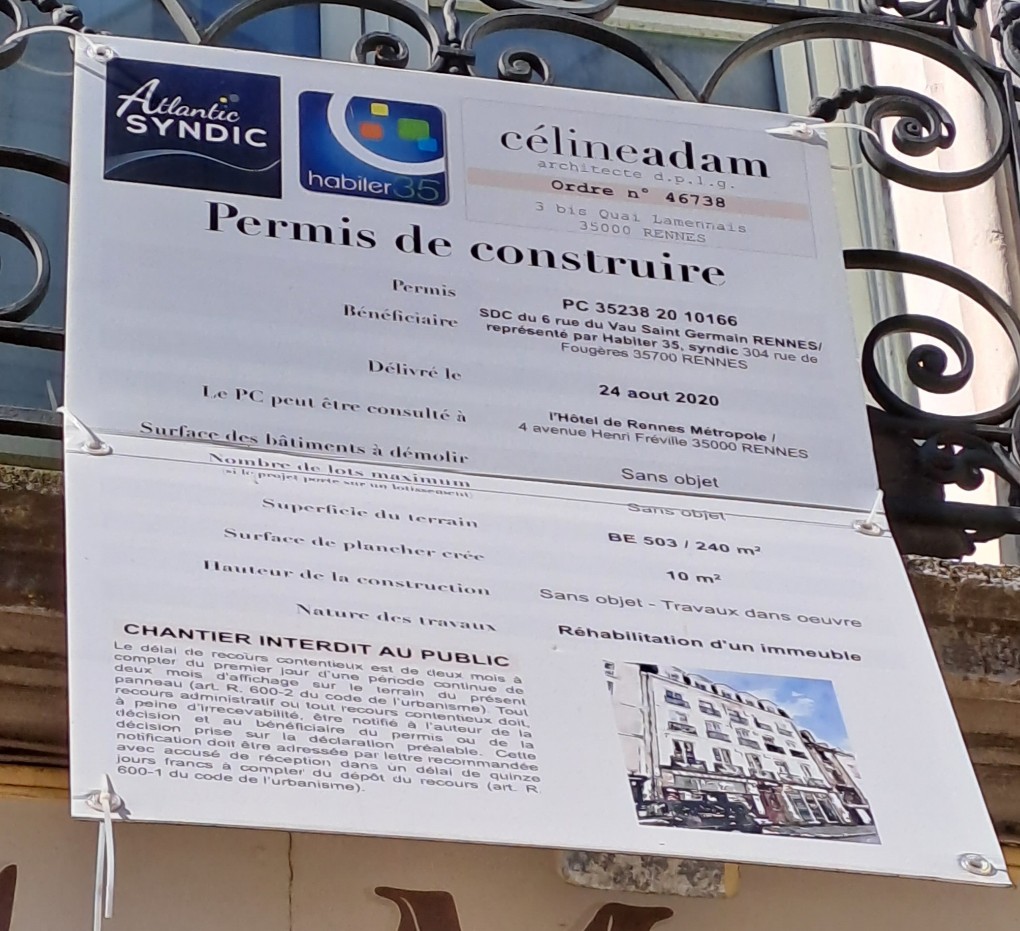 Atlantic
SYNDIC
habiler35
célineadam
architecte d.p.l.g.
Ordre n° 46738
3 bis Quai Lamennais
35000 RENNES
Permis de construire
Permis
PC 35238 20 10166
Bénéficiaire
SDC du 6 rue du Vau Saint Germain RENNES/
représenté par Habiter 35, syndic 304 rue de
Fougères 35700 RENNES
Délivré le
24 aout 2020
Le PC peut être consulté à
l'Hôtel de Rennes Métropole /
4 avenue Henri Fréville 35000 RENNES
Surface des bâtiments à démolir
Sans objet
Nombre de lots maximum
(si le projet porte sur un lotissement)
Sans objet
Superficie du terrain
BE 503 / 240 m²
Surface de plancher crée
10 m²
Hauteur de la construction
Sans objet - Travaux dans oeuvre
Nature des travaux
Réhabilitation d'un immeuble
CHANTIER INTERDIT AU PUBLIC
Le délai de recours contentieux est de deux mois à
compter du premier jour d'une période continue de
deux mois d'affichage sur le terrain du présent
panneau (art. R. 600-2 du code de l'urbanisme). Tout
recours administratif ou tout recours contentieux doit,
à peine d'irrecevabilité, être notifié à l'auteur de la
décision et au bénéficiaire du permis ou de la
décision prise sur la déclaration préalable. Cette
notification doit être adressée par lettre recommandée
avec accusé de réception dans un délai de quinze
jours francs à compter du dépôt du recours (art. R
600-1 du code de l'urbanisme).